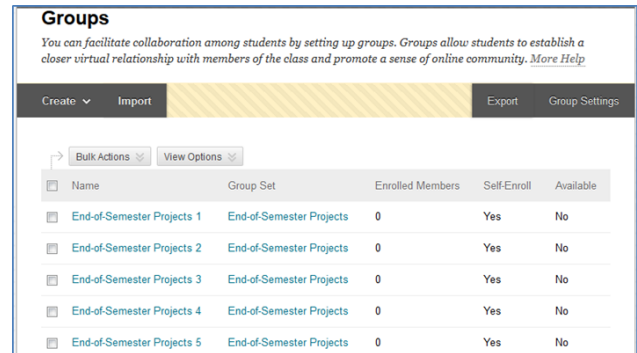 Groups
You can facilitate collaboration among students by setting up groups. Groups allow students to establish a
closer virtual relationship with members of the class and promote a sense of online community. More Help
Create Import Export Group Settings
Bulk Actions View Options
Name Group Set Enrolled Members Self-Enroll Available
End-of-Semester Projects 1 End-of-Semester Projects 0 Yes No
End-of-Semester Projects 2 End-of-Semester Projects 0 Yes No
End-of-Semester Projects 3 End-of-Semester Projects 0 Yes No
End-of-Semester Projects 4 End-of-Semester Projects 0 Yes No
End-of-Semester Projects 5 End-of-Semester Projects 0 Yes No